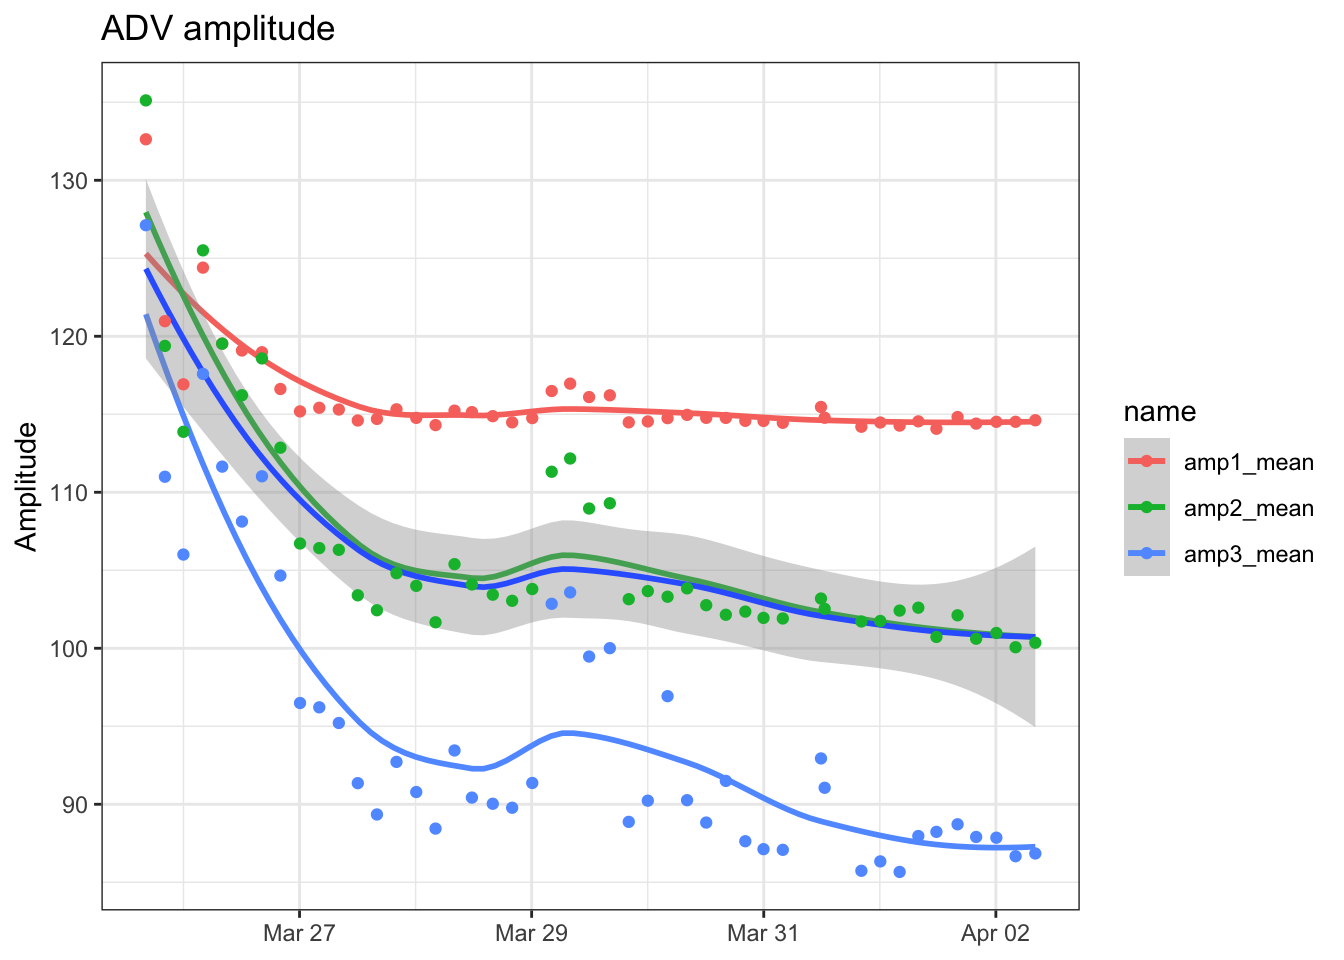 ADV amplitude
Amplitude
130
120
110
100
90
Mar 27
Mar 29
Mar 31
Apr 02
name
amp1_mean
amp2_mean
amp3_mean